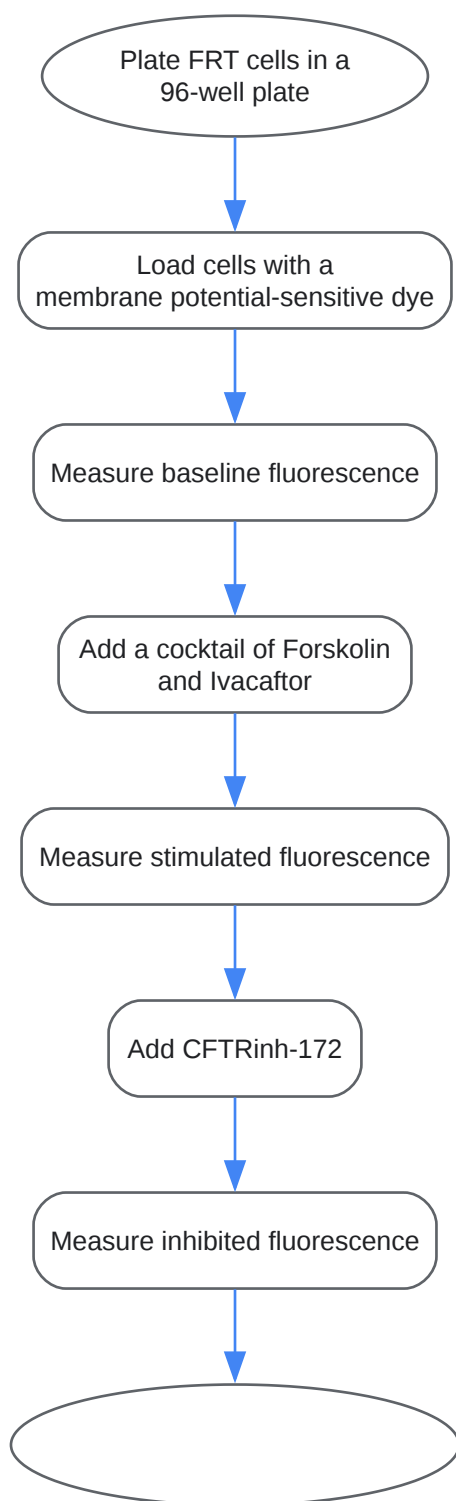 Plate FRT cells in a
96-well plate
Load cells with a
membrane potential-sensitive dye
Measure baseline fluorescence
Add a cocktail of Forskolin
and Ivacaftor
Measure stimulated fluorescence
Add CFTRinh-172
Measure inhibited fluorescence